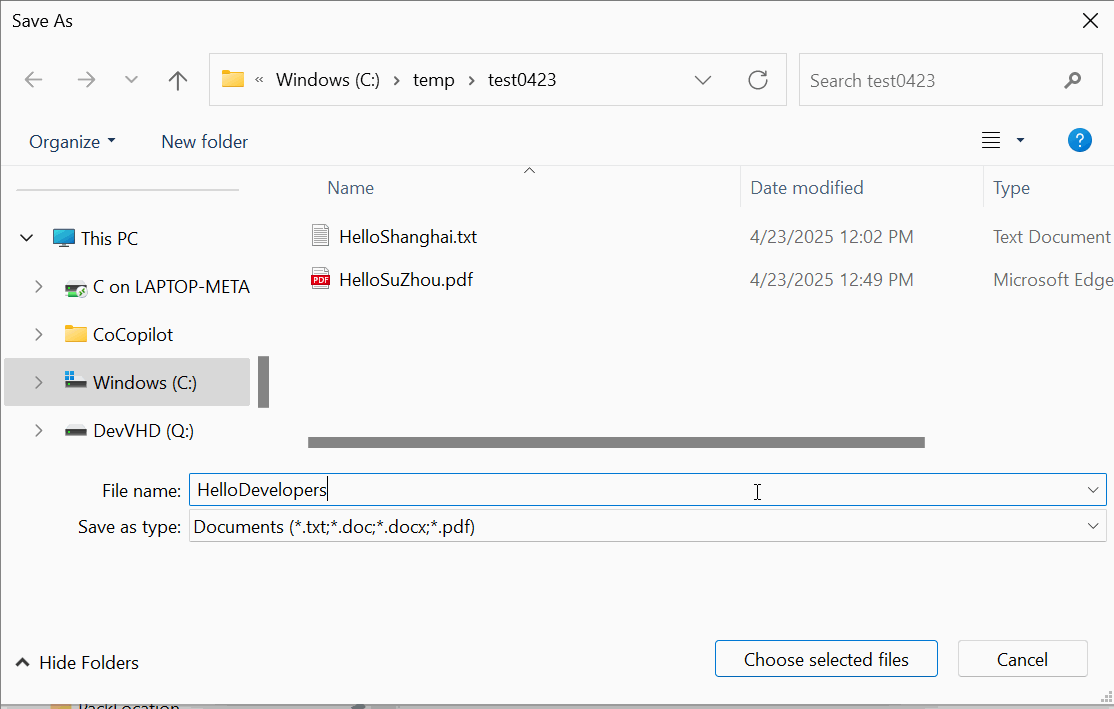 Save As
« Windows (C:) > temp > test0423
Search test0423
Organize
New folder
?
Name
Date modified
Type
This PC
HelloShanghai.txt
4/23/2025 12:02 PM
Text Document
PDF
HelloSuZhou.pdf
4/23/2025 12:49 PM
Microsoft Edge
C on LAPTOP-META
CoCopilot
Windows (C:)
DevVHD (Q:)
File name: HelloDevelopers
Save as type: Documents (*.txt;*.doc;*.docx;*.pdf)
Hide Folders
Choose selected files
Cancel
PackLocation